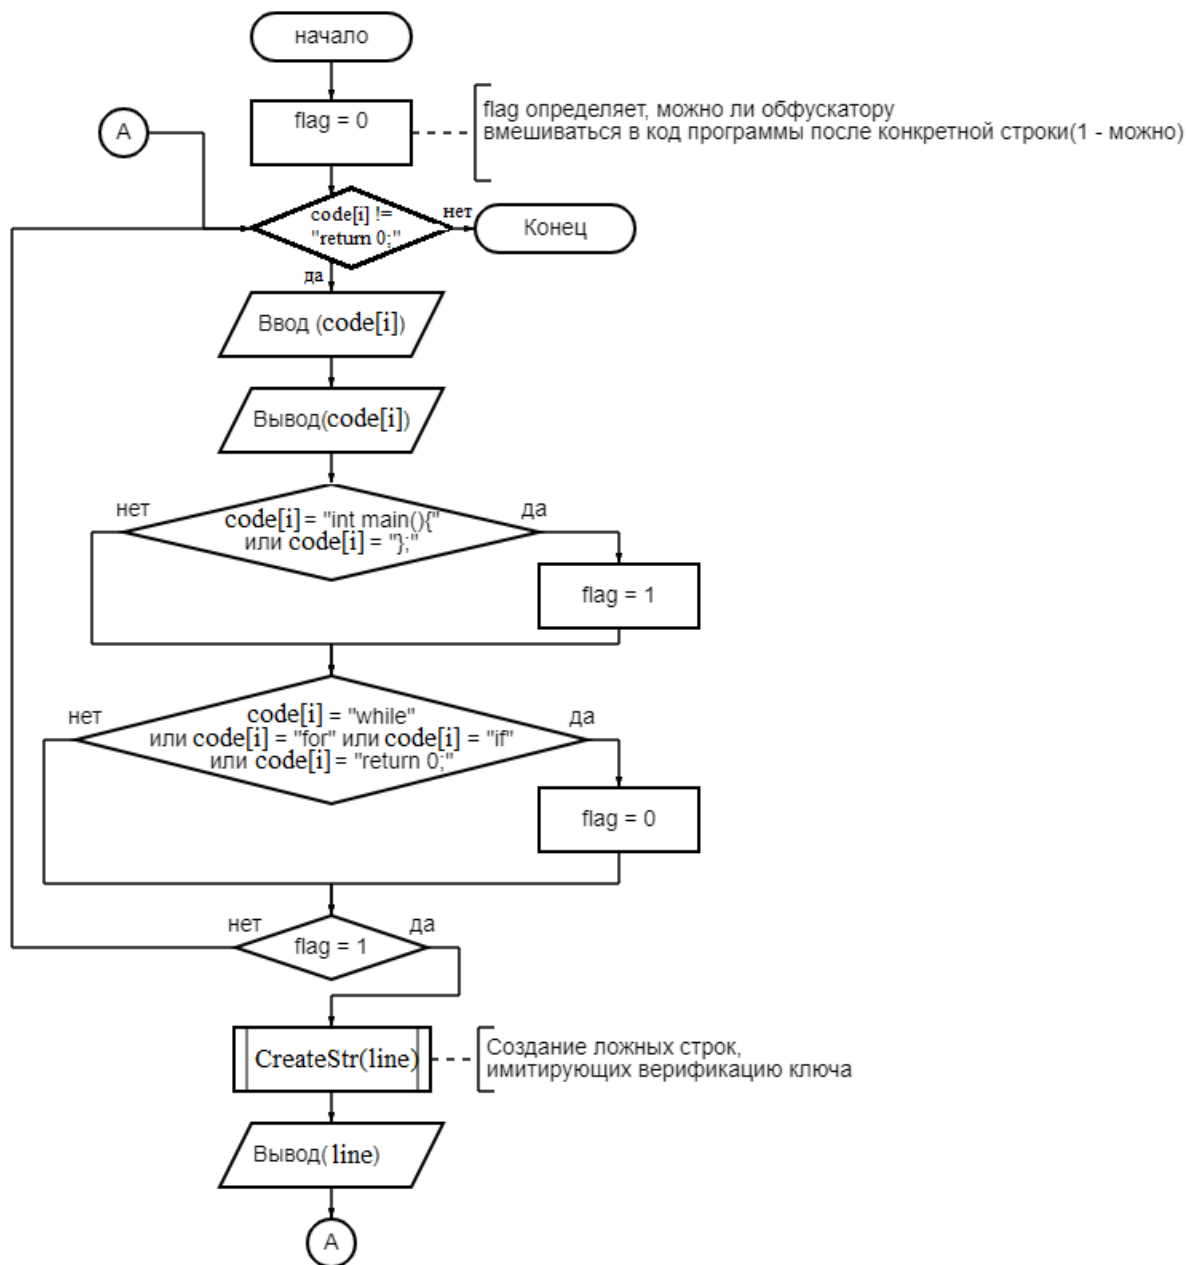 начало
flag = 0
flag определяет, можно ли обфускатору
вмешиваться в код программы после конкретной строки(1 - можно)
A
code[i] !=
"return 0;"
нет
Конец
да
Ввод (code[i])
Вывод(code[i])
нет
да
code[i] = "int main(){"
или code[i] = "};"
flag = 1
нет
да
code[i] = "while"
или code[i] = "for" или code[i] = "if"
или code[i] = "return 0;"
flag = 0
нет
да
flag = 1
CreateStr(line)
Создание ложных строк,
имитирующих верификацию ключа
Вывод( line)
A